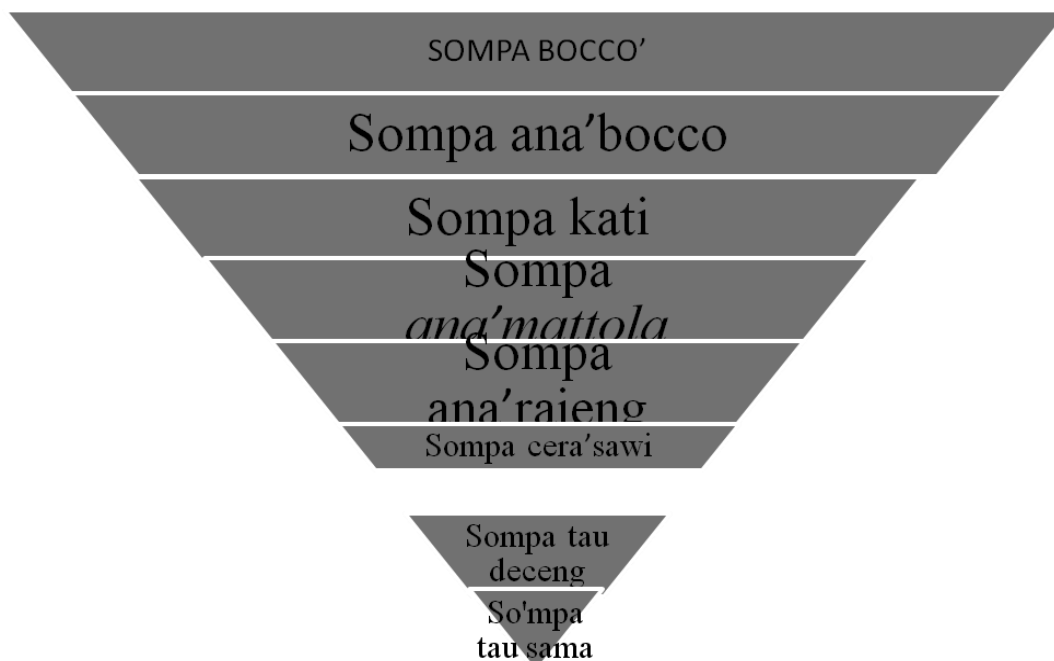 SOMPA BOCCO’
Sompa ana’bocco
Sompa kati
Sompa
ana’mattola
Sompa
ana’rajeng
Sompa cera’sawi
Sompa tau
deceng
So'mpa
tau sama